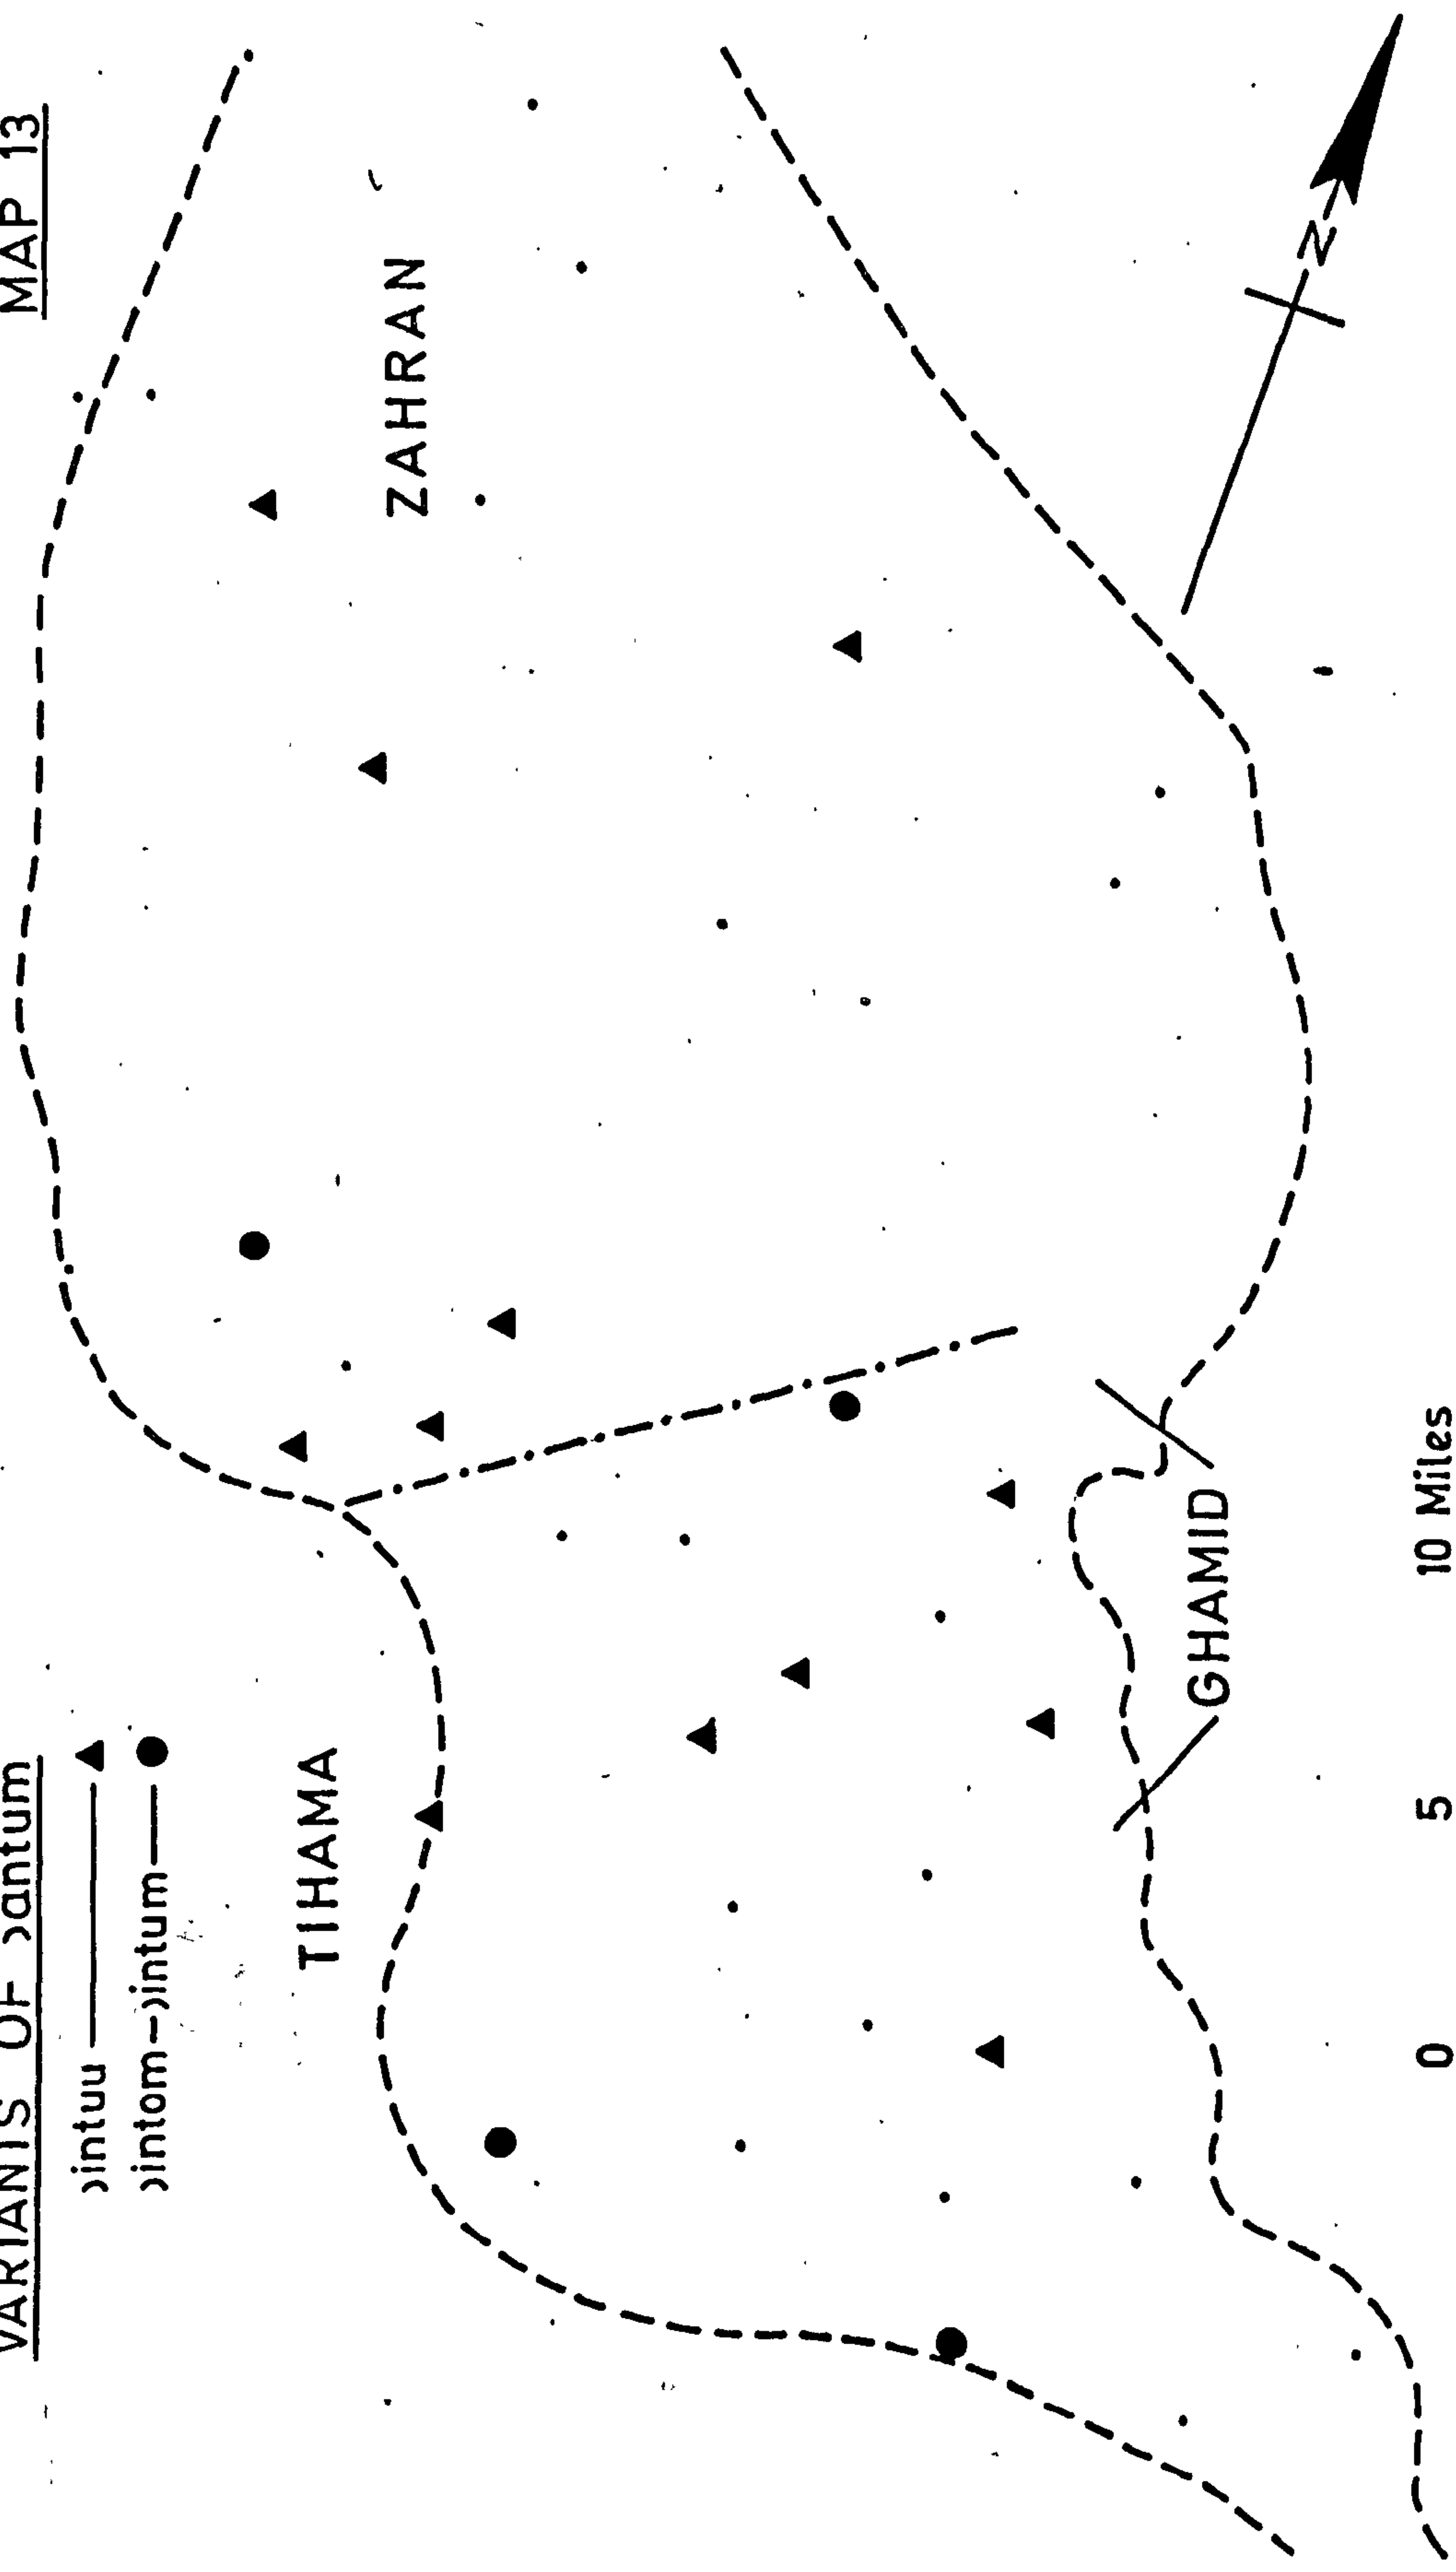 VARIANTS OF ɔantum
MAP 13
ɔintuu
ɔintom–ɔintum
TIHAMA
ZAHRAN
GHAMID
N
0 5 10 Miles